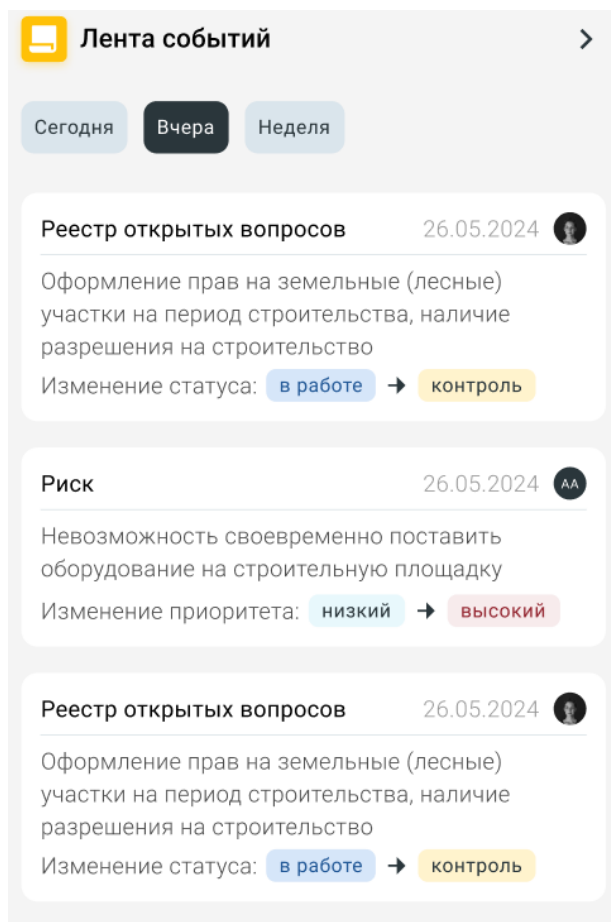 Лента событий
Сегодня Вчера Неделя
Реестр открытых вопросов 26.05.2024
Оформление прав на земельные (лесные)
участки на период строительства, наличие
разрешения на строительство
Изменение статуса: в работе → контроль
Риск 26.05.2024 АА
Невозможность своевременно поставить
оборудование на строительную площадку
Изменение приоритета: низкий → высокий
Реестр открытых вопросов 26.05.2024
Оформление прав на земельные (лесные)
участки на период строительства, наличие
разрешения на строительство
Изменение статуса: в работе → контроль